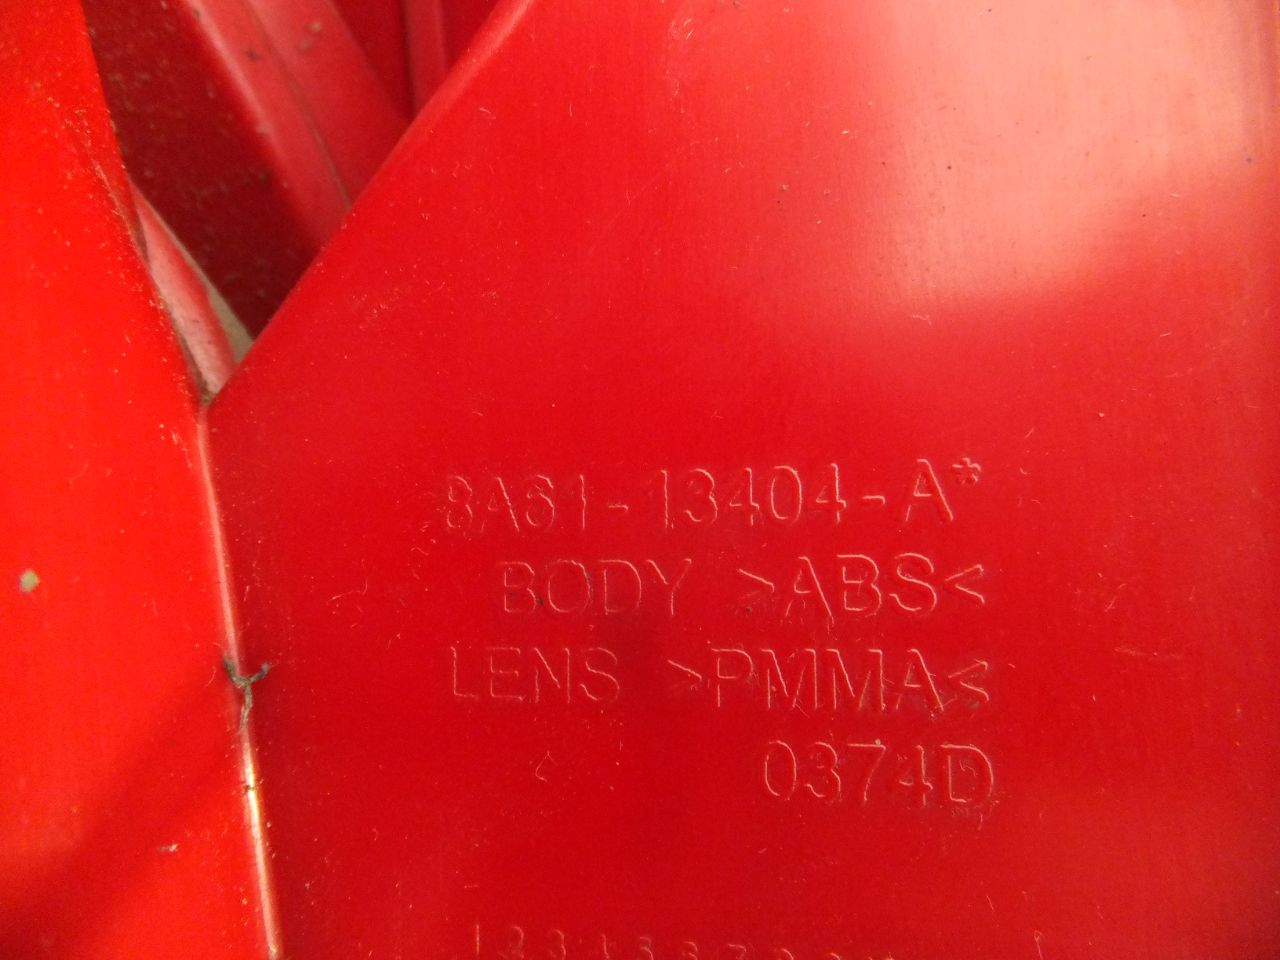 8A61-13404-A*
BODY >ABS<
LENS >PMMA<
0374D